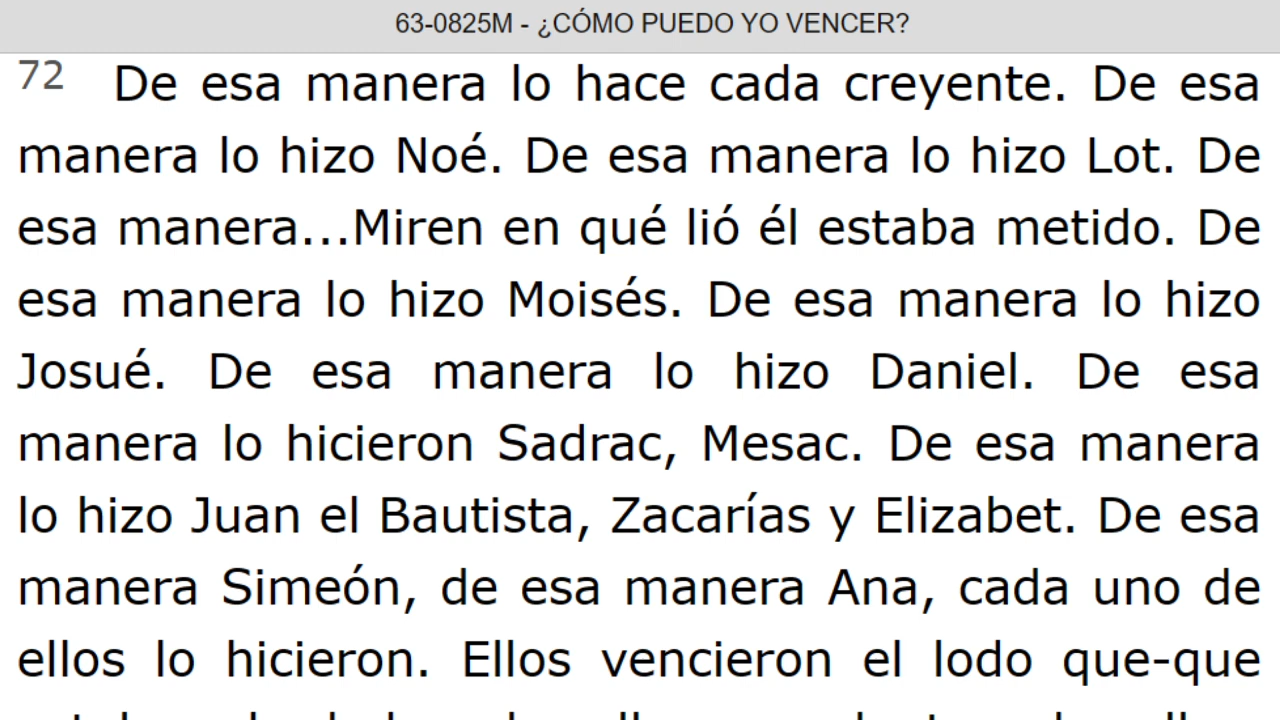 63-0825M - ¿CÓMO PUEDO YO VENCER?
72 De esa manera lo hace cada creyente. De esa
manera lo hizo Noé. De esa manera lo hizo Lot. De
esa manera...Miren en qué lió él estaba metido. De
esa manera lo hizo Moisés. De esa manera lo hizo
Josué. De esa manera lo hizo Daniel. De esa
manera lo hicieron Sadrac, Mesac. De esa manera
lo hizo Juan el Bautista, Zacarías y Elizabet. De esa
manera Simeón, de esa manera Ana, cada uno de
ellos lo hicieron. Ellos vencieron el lodo que-que